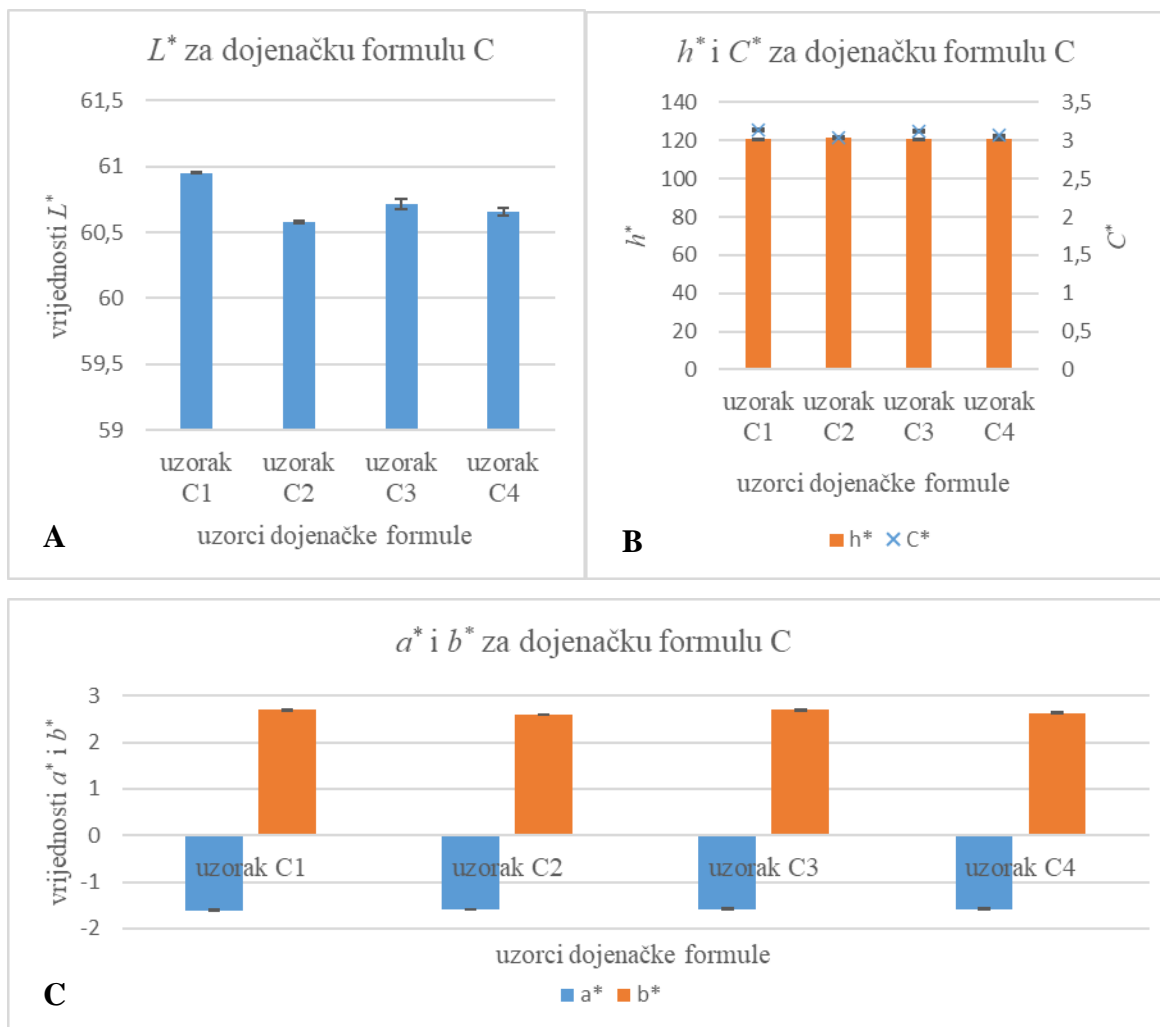 L* za dojenačku formulu C
61,5
61
60,5
60
59,5
59
vrijednosti L*
uzorak C1
uzorak C2
uzorak C3
uzorak C4
uzorci dojenačke formule
A
h* i C* za dojenačku formulu C
140
120
100
80
60
40
20
0
h*
3,5
3
2,5
2
1,5
1
0,5
0
C*
uzorak C1
uzorak C2
uzorak C3
uzorak C4
uzorci dojenačke formule
h* C*
B
a* i b* za dojenačku formulu C
3
2
1
0
-1
-2
vrijednosti a* i b*
uzorak C1
uzorak C2
uzorak C3
uzorak C4
uzorci dojenačke formule
a* b*
C